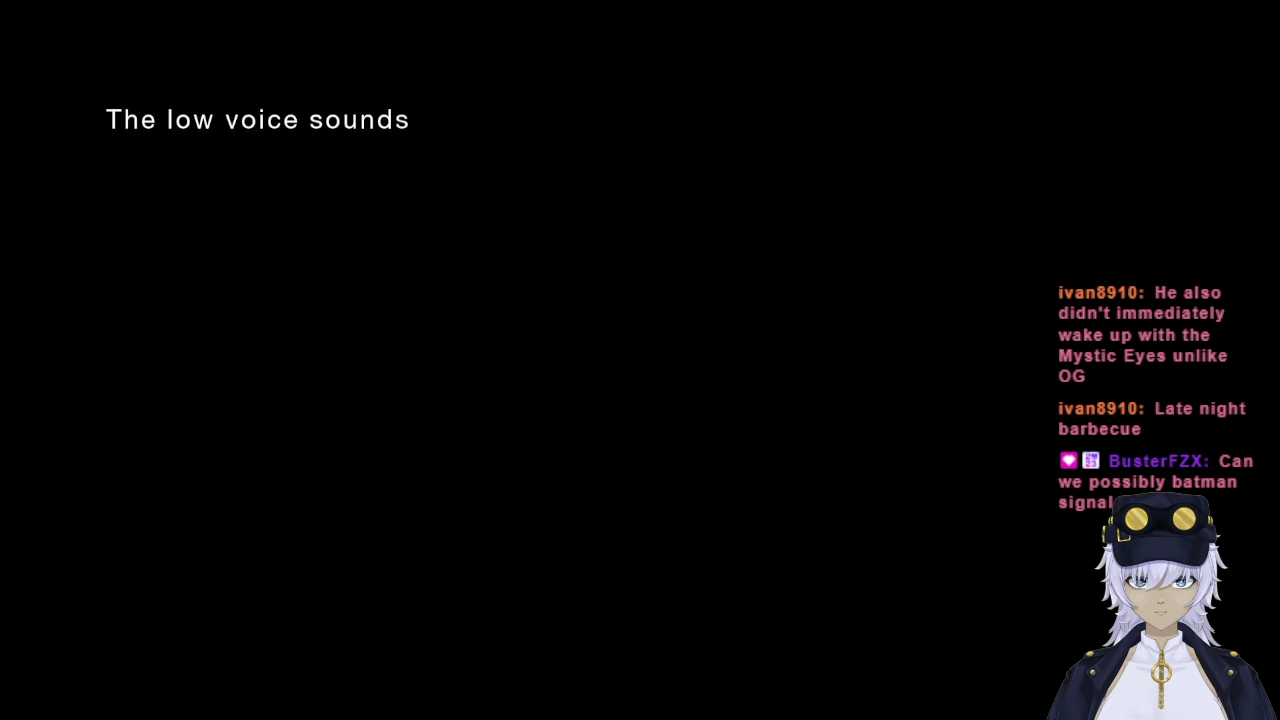 The low voice sounds
ivan8910: He also
didn't immediately
wake up with the
Mystic Eyes unlike
OG
ivan8910: Late night
barbecue
BusterFZX: Can
we possibly batman
signal